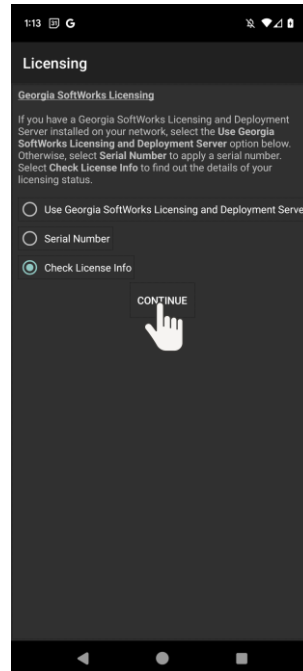 1:13 31 G
Licensing
Georgia SoftWorks Licensing
If you have a Georgia SoftWorks Licensing and Deployment
Server installed on your network, select the Use Georgia
SoftWorks Licensing and Deployment Server option below.
Otherwise, select Serial Number to apply a serial number.
Select Check License Info to find out the details of your
licensing status.
Use Georgia SoftWorks Licensing and Deployment Serve
Serial Number
Check License Info
CONTINUE